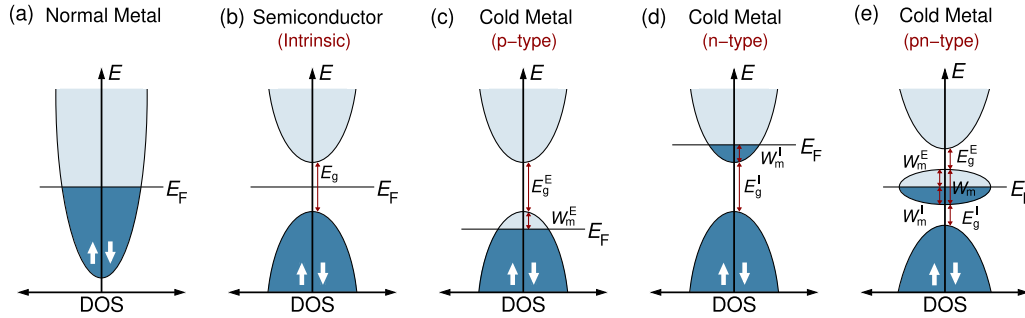 (a) Normal Metal
E
E_F
DOS
(b) Semiconductor
(Intrinsic)
E
E_g
E_F
DOS
(c) Cold Metal
(p−type)
E
E_g^E
W_m^E
E_F
DOS
(d) Cold Metal
(n−type)
E
E_F
W_m^I
E_g^I
DOS
(e) Cold Metal
(pn−type)
E
E_g^E
W_m^E
W_m
E_F
W_m^I
E_g^I
DOS